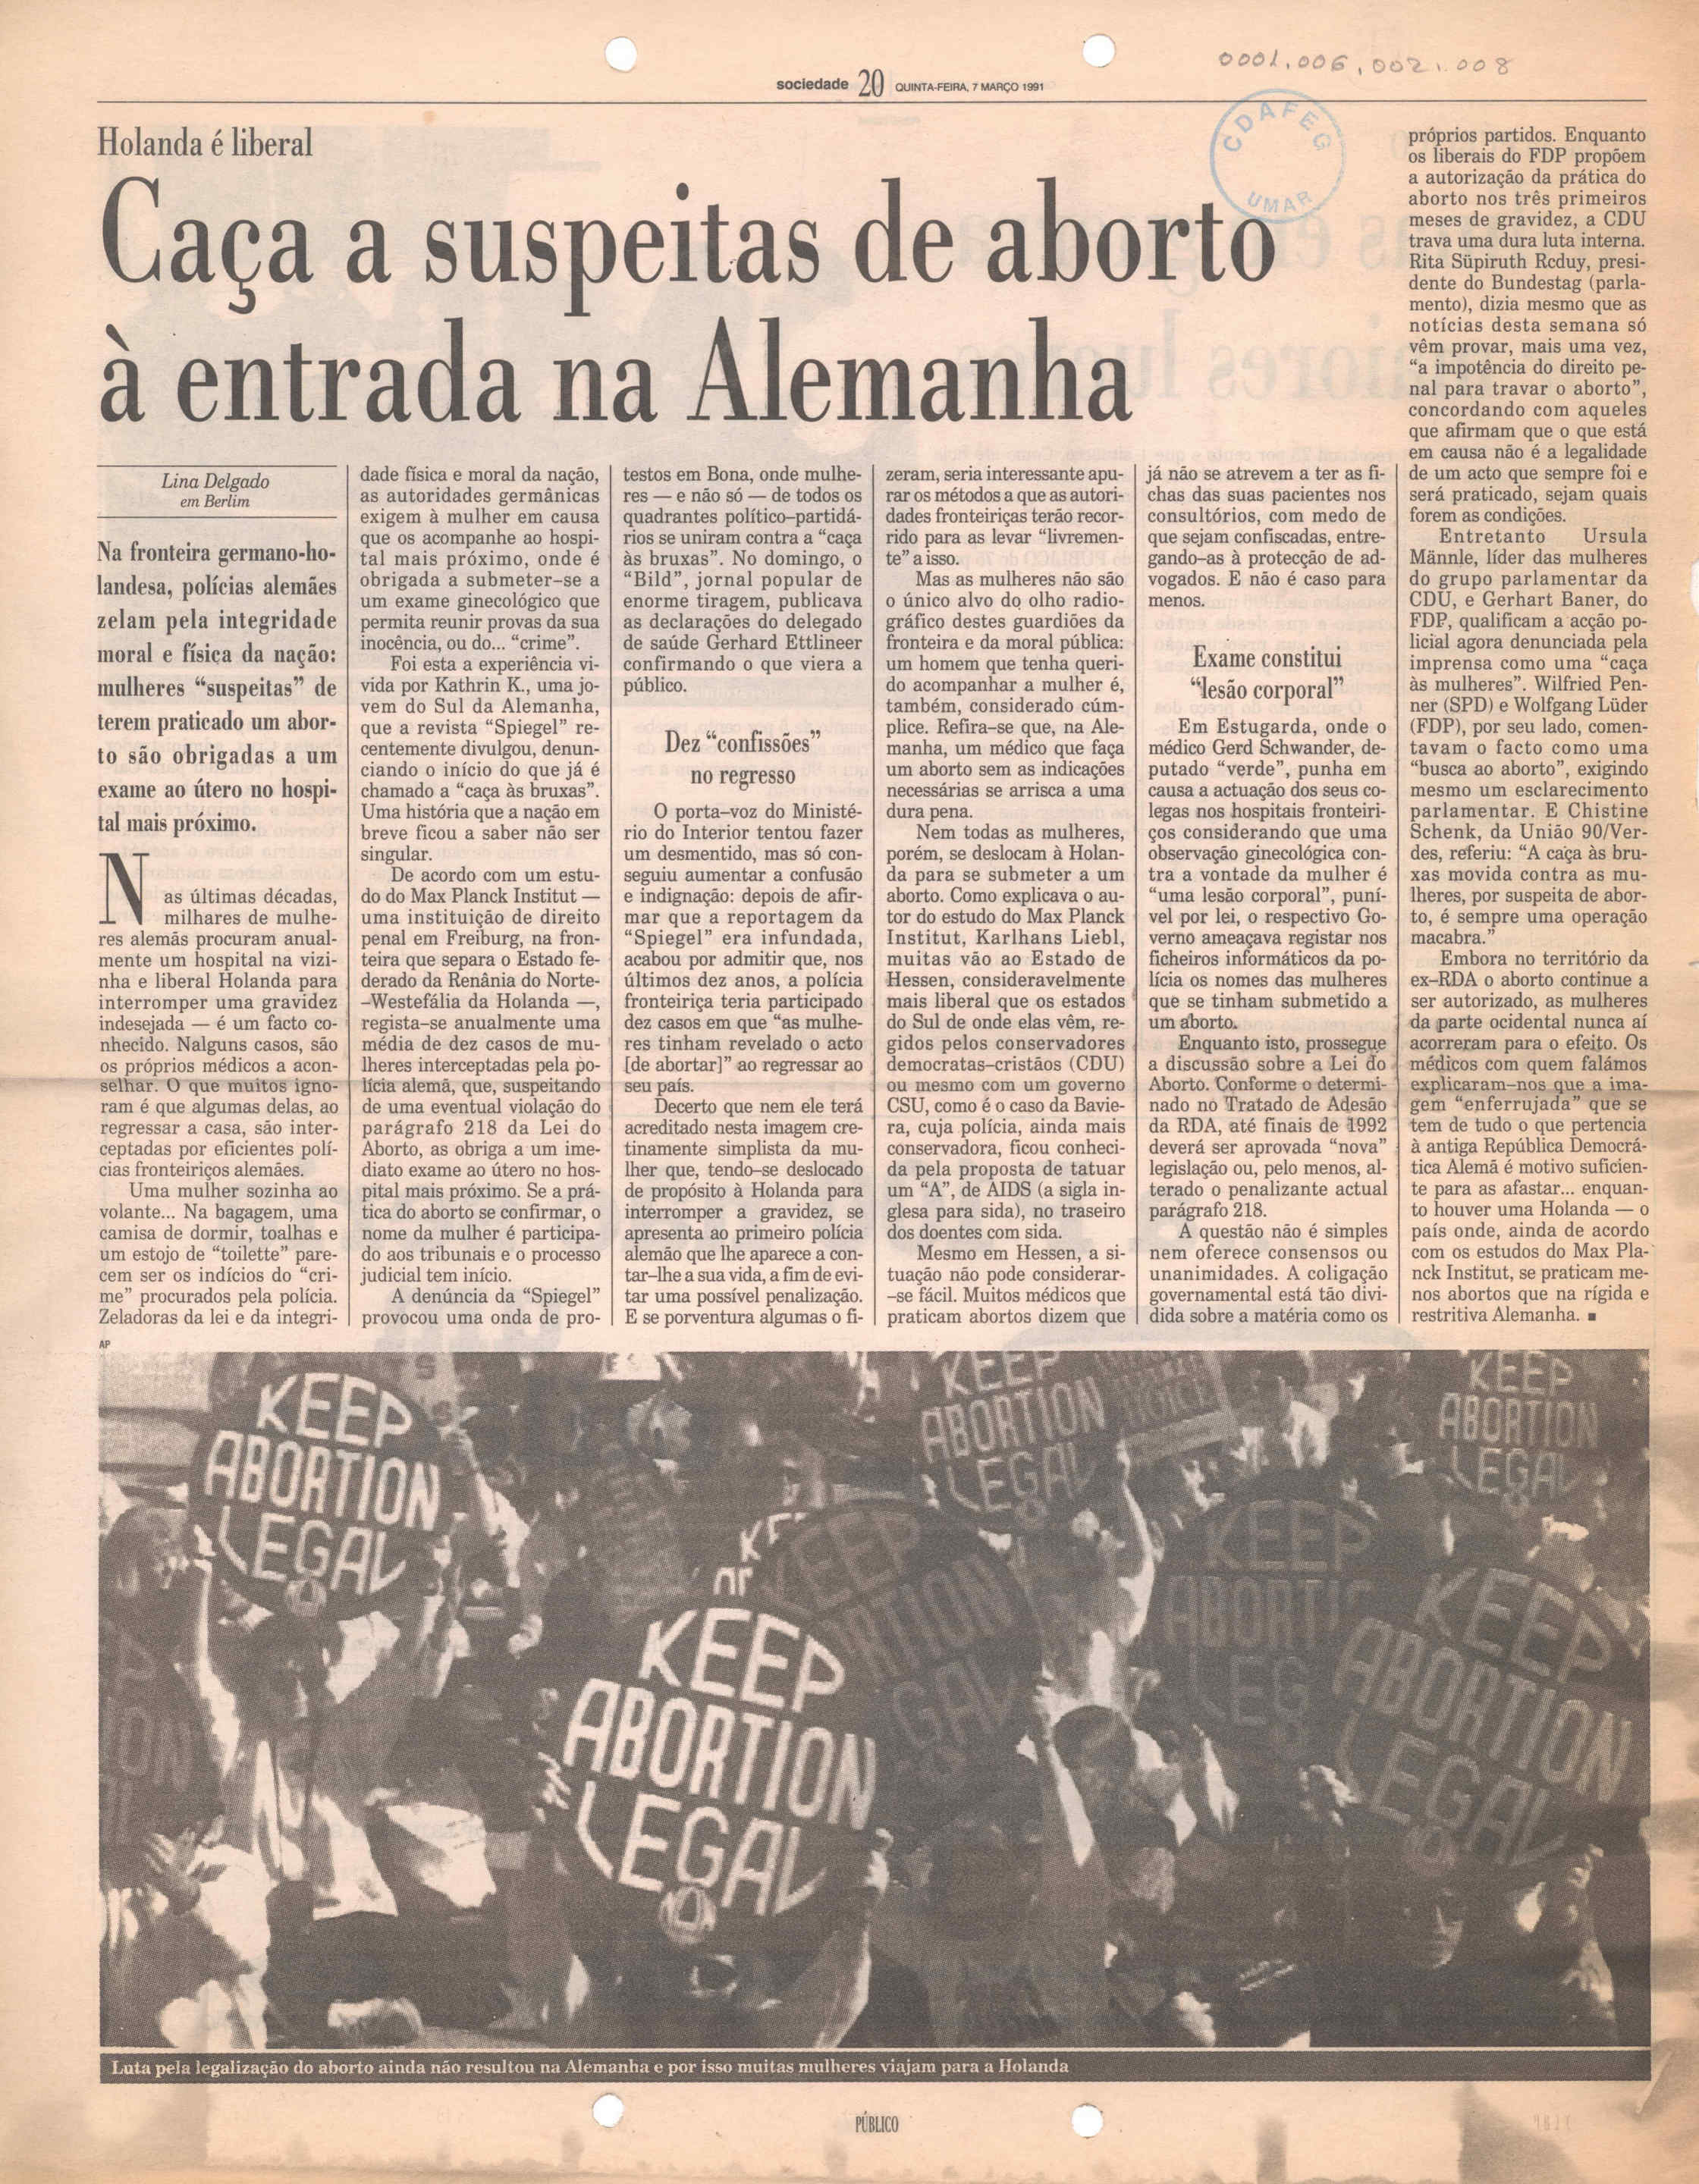 0001.006.002.008
sociedade 20 QUINTA-FEIRA, 7 MARÇO 1991
CDAFEG
UMAR
Holanda é liberal
Caça a suspeitas de aborto
à entrada na Alemanha
Lina Delgado
em Berlim
Na fronteira germano-ho-
landesa, polícias alemães
zelam pela integridade
moral e física da nação:
mulheres “suspeitas” de
terem praticado um abor-
to são obrigadas a um
exame ao útero no hospi-
tal mais próximo.
Nas últimas décadas,
milhares de mulhe-
res alemãs procuram anual-
mente um hospital na vizi-
nha e liberal Holanda para
interromper uma gravidez
indesejada — é um facto co-
nhecido. Nalguns casos, são
os próprios médicos a acon-
selhar. O que muitos igno-
ram é que algumas delas, ao
regressar a casa, são inter-
ceptadas por eficientes polí-
cias fronteiriços alemães.
Uma mulher sozinha ao
volante... Na bagagem, uma
camisa de dormir, toalhas e
um estojo de “toilette” pare-
cem ser os indícios do “cri-
me” procurados pela polícia.
Zeladoras da lei e da integri-
dade física e moral da nação,
as autoridades germânicas
exigem à mulher em causa
que os acompanhe ao hospi-
tal mais próximo, onde é
obrigada a submeter-se a
um exame ginecológico que
permita reunir provas da sua
inocência, ou do... “crime”.
Foi esta a experiência vi-
vida por Kathrin K., uma jo-
vem do Sul da Alemanha,
que a revista “Spiegel” re-
centemente divulgou, denun-
ciando o início do que já é
chamado a “caça às bruxas”.
Uma história que a nação em
breve ficou a saber não ser
singular.
De acordo com um estu-
do do Max Planck Institut —
uma instituição de direito
penal em Freiburg, na fron-
teira que separa o Estado fe-
derado da Renânia do Norte-
-Westefália da Holanda —,
regista-se anualmente uma
média de dez casos de mu-
lheres interceptadas pela po-
lícia alemã, que, suspeitando
de uma eventual violação do
parágrafo 218 da Lei do
Aborto, as obriga a um ime-
diato exame ao útero no hos-
pital mais próximo. Se a prá-
tica do aborto se confirmar, o
nome da mulher é participa-
do aos tribunais e o processo
judicial tem início.
A denúncia da “Spiegel”
provocou uma onda de pro-
testos em Bona, onde mulhe-
res — e não só — de todos os
quadrantes político-partidá-
rios se uniram contra a “caça
às bruxas”. No domingo, o
“Bild”, jornal popular de
enorme tiragem, publicava
as declarações do delegado
de saúde Gerhard Ettlineer
confirmando o que viera a
público.
Dez “confissões”
no regresso
O porta-voz do Ministé-
rio do Interior tentou fazer
um desmentido, mas só con-
seguiu aumentar a confusão
e indignação: depois de afir-
mar que a reportagem da
“Spiegel” era infundada,
acabou por admitir que, nos
últimos dez anos, a polícia
fronteiriça teria participado
dez casos em que “as mulhe-
res tinham revelado o acto
[de abortar]” ao regressar ao
seu país.
Decerto que nem ele terá
acreditado nesta imagem cre-
tinamente simplista da mu-
lher que, tendo-se deslocado
de propósito à Holanda para
interromper a gravidez, se
apresenta ao primeiro polícia
alemão que lhe aparece a con-
tar-lhe a sua vida, a fim de evi-
tar uma possível penalização.
E se porventura algumas o fi-
zeram, seria interessante apu-
rar os métodos a que as autori-
dades fronteiriças terão recor-
rido para as levar “livremen-
te” a isso.
Mas as mulheres não são
o único alvo do olho radio-
gráfico destes guardiões da
fronteira e da moral pública:
um homem que tenha queri-
do acompanhar a mulher é,
também, considerado cúm-
plice. Refira-se que, na Ale-
manha, um médico que faça
um aborto sem as indicações
necessárias se arrisca a uma
dura pena.
Nem todas as mulheres,
porém, se deslocam à Holan-
da para se submeter a um
aborto. Como explicava o au-
tor do estudo do Max Planck
Institut, Karlhans Liebl,
muitas vão ao Estado de
Hessen, consideravelmente
mais liberal que os estados
do Sul de onde elas vêm, re-
gidos pelos conservadores
democratas-cristãos (CDU)
ou mesmo com um governo
CSU, como é o caso da Bavie-
ra, cuja polícia, ainda mais
conservadora, ficou conheci-
da pela proposta de tatuar
um “A”, de AIDS (a sigla in-
glesa para sida), no traseiro
dos doentes com sida.
Mesmo em Hessen, a si-
tuação não pode considerar-
-se fácil. Muitos médicos que
praticam abortos dizem que
já não se atrevem a ter as fi-
chas das suas pacientes nos
consultórios, com medo de
que sejam confiscadas, entre-
gando-as à protecção de ad-
vogados. E não é caso para
menos.
Exame constitui
“lesão corporal”
Em Estugarda, onde o
médico Gerd Schwander, de-
putado “verde”, punha em
causa a actuação dos seus co-
legas nos hospitais fronteiri-
ços considerando que uma
observação ginecológica con-
tra a vontade da mulher é
“uma lesão corporal”, puní-
vel por lei, o respectivo Go-
verno ameaçava registar nos
ficheiros informáticos da po-
lícia os nomes das mulheres
que se tinham submetido a
um aborto.
Enquanto isto, prossegue
a discussão sobre a Lei do
Aborto. Conforme o determi-
nado no Tratado de Adesão
da RDA, até finais de 1992
deverá ser aprovada “nova”
legislação ou, pelo menos, al-
terado o penalizante actual
parágrafo 218.
A questão não é simples
nem oferece consensos ou
unanimidades. A coligação
governamental está tão divi-
dida sobre a matéria como os
próprios partidos. Enquanto
os liberais do FDP propõem
a autorização da prática do
aborto nos três primeiros
meses de gravidez, a CDU
trava uma dura luta interna.
Rita Süpiruth Rcduy, presi-
dente do Bundestag (parla-
mento), dizia mesmo que as
notícias desta semana só
vêm provar, mais uma vez,
“a impotência do direito pe-
nal para travar o aborto”,
concordando com aqueles
que afirmam que o que está
em causa não é a legalidade
de um acto que sempre foi e
será praticado, sejam quais
forem as condições.
Entretanto Ursula
Männle, líder das mulheres
do grupo parlamentar da
CDU, e Gerhart Baner, do
FDP, qualificam a acção po-
licial agora denunciada pela
imprensa como uma “caça
às mulheres”. Wilfried Pen-
ner (SPD) e Wolfgang Lüder
(FDP), por seu lado, comen-
tavam o facto como uma
“busca ao aborto”, exigindo
mesmo um esclarecimento
parlamentar. E Chistine
Schenk, da União 90/Ver-
des, referiu: “A caça às bru-
xas movida contra as mu-
lheres, por suspeita de abor-
to, é sempre uma operação
macabra.”
Embora no território da
ex-RDA o aborto continue a
ser autorizado, as mulheres
da parte ocidental nunca aí
acorreram para o efeito. Os
médicos com quem falámos
explicaram-nos que a ima-
gem “enferrujada” que se
tem de tudo o que pertencia
à antiga República Democrá-
tica Alemã é motivo suficien-
te para as afastar... enquan-
to houver uma Holanda — o
país onde, ainda de acordo
com os estudos do Max Pla-
nck Institut, se praticam me-
nos abortos que na rígida e
restritiva Alemanha. ■
AP
KEEP
ABORTION
LEGAL
KEEP
ABORTION
LEGAL
KEEP
ABORTION
LEGAL
KEEP
ABORTION
LEGAL
KEEP
ABORTION
LEGAL
Luta pela legalização do aborto ainda não resultou na Alemanha e por isso muitas mulheres viajam para a Holanda
PÚBLICO